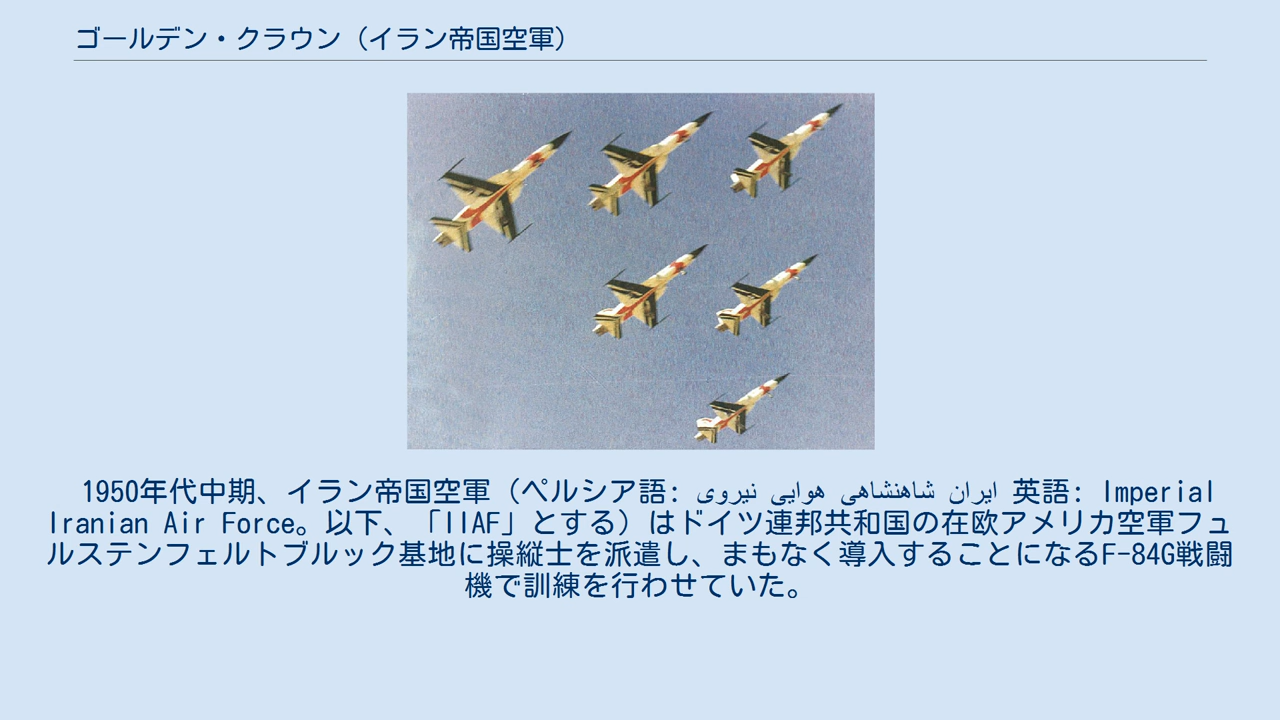 ゴールデン・クラウン（イラン帝国空軍）
1950年代中期、イラン帝国空軍（ペルシア語: نیروی هوایی شاهنشاهی ایران 英語: Imperial
Iranian Air Force。以下、「IIAF」とする）はドイツ連邦共和国の在欧アメリカ空軍フュ
ルステンフェルトブルック基地に操縦士を派遣し、まもなく導入することになるF-84G戦闘
機で訓練を行わせていた。